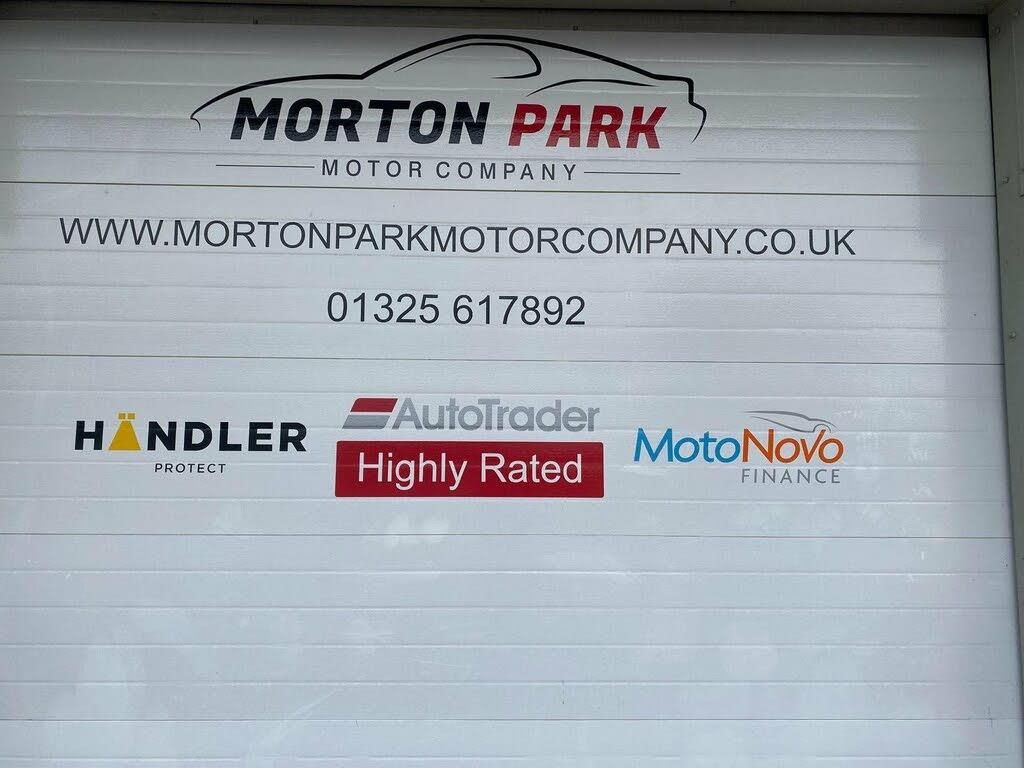 MORTON PARK
MOTOR COMPANY
WWW.MORTONPARKMOTORCOMPANY.CO.UK
01325 617892
HÄNDLER
PROTECT
AutoTrader
Highly Rated
MotoNovo
FINANCE